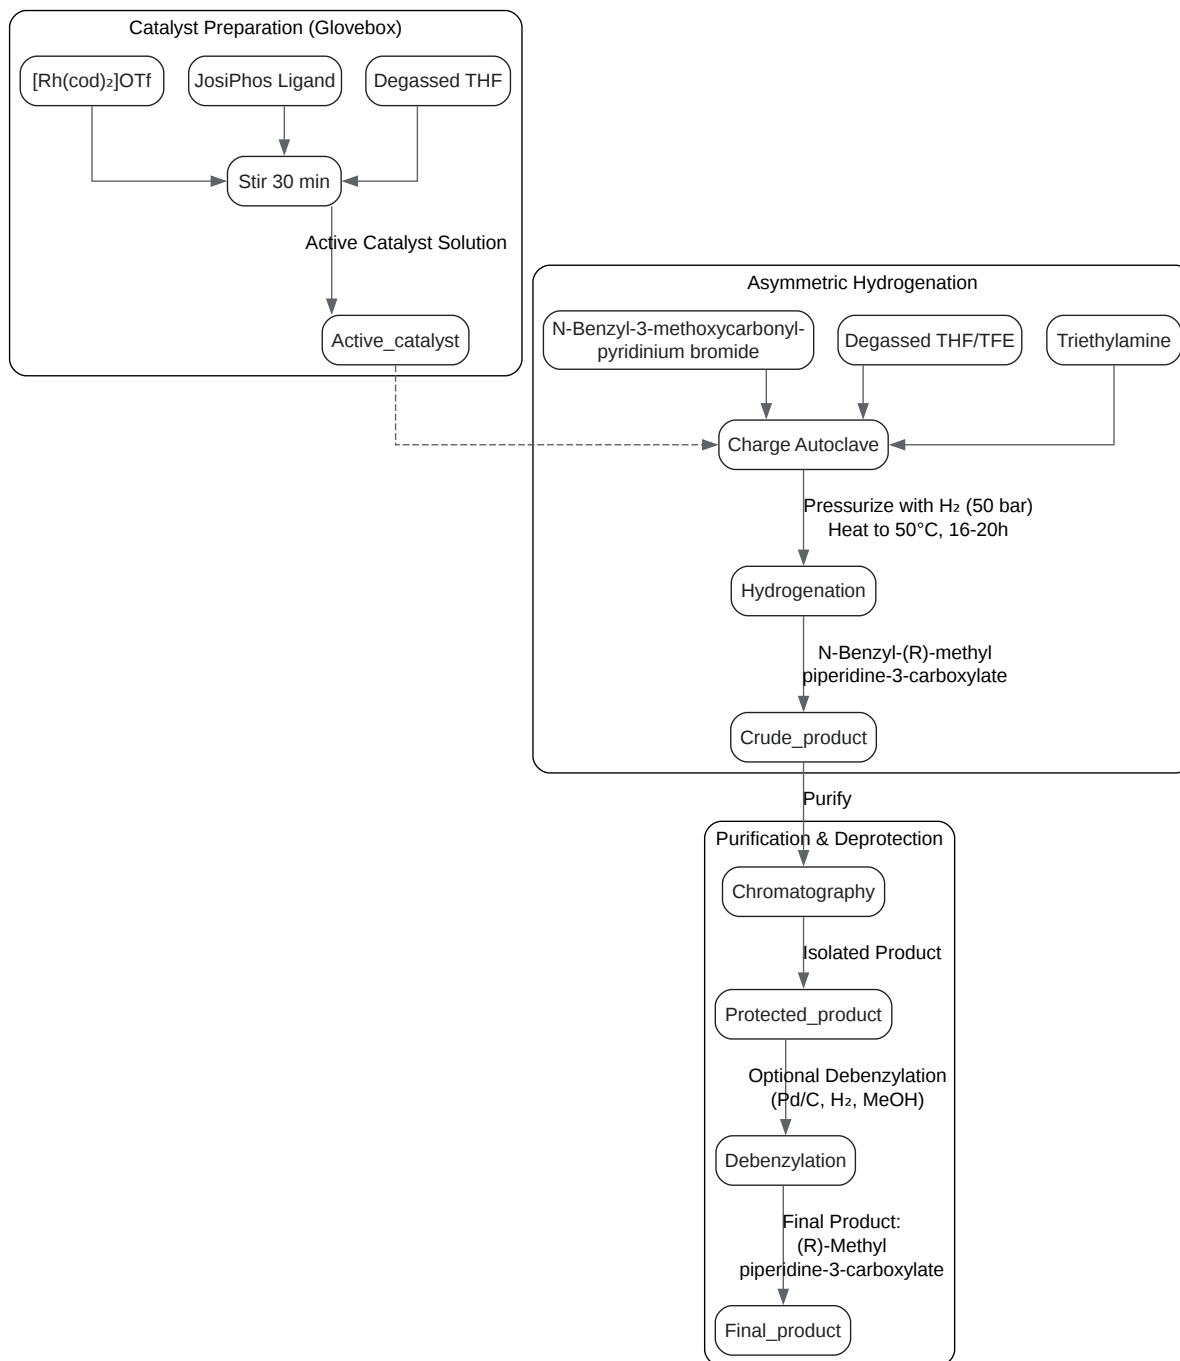 Catalyst Preparation (Glovebox)
[Rh(cod)₂]OTf
JosiPhos Ligand
Degassed THF
Stir 30 min
Active Catalyst Solution
Active_catalyst
Asymmetric Hydrogenation
N-Benzyl-3-methoxycarbonyl-
pyridinium bromide
Degassed THF/TFE
Triethylamine
Charge Autoclave
Pressurize with H₂ (50 bar)
Heat to 50°C, 16-20h
Hydrogenation
N-Benzyl-(R)-methyl
piperidine-3-carboxylate
Crude_product
Purify
Purification & Deprotection
Chromatography
Isolated Product
Protected_product
Optional Debenzylation
(Pd/C, H₂, MeOH)
Debenzylation
Final Product:
(R)-Methyl
piperidine-3-carboxylate
Final_product